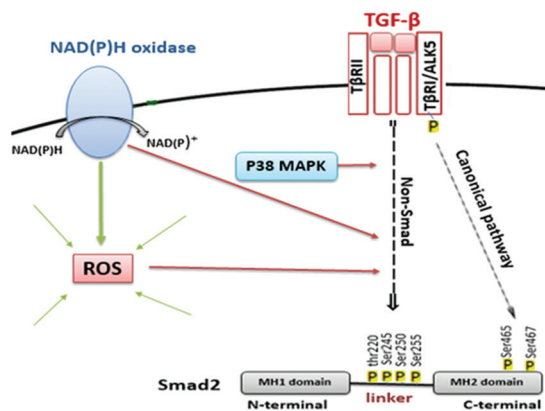 TGF-β
NAD(P)H oxidase
TβRII
TβRI/ALK5
P
NAD(P)H
NAD(P)⁺
P38 MAPK
Non-Smad
Canonical pathway
ROS
thr220
Ser245
Ser250
Ser255
Ser465
Ser467
P P P P
P P
Smad2
MH1 domain
linker
MH2 domain
N-terminal
C-terminal